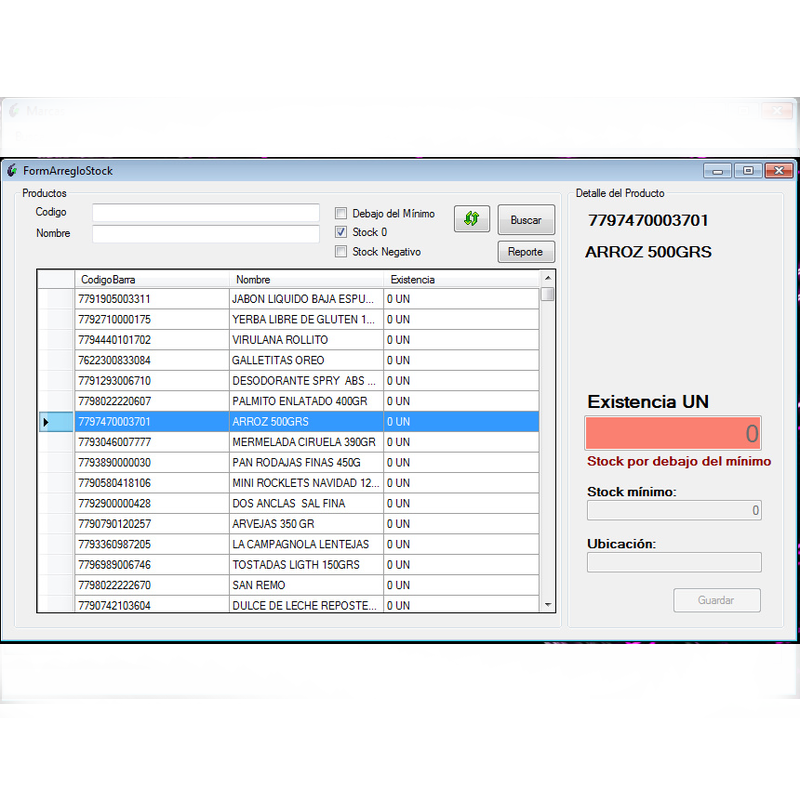 FormArregloStock
Productos
Codigo
Nombre
Debajo del Mínimo
Stock 0
Stock Negativo
Buscar
Reporte
CodigoBarra Nombre Existencia
7791905003311 JABON LIQUIDO BAJA ESPU... 0 UN
7792710000175 YERBA LIBRE DE GLUTEN 1... 0 UN
7794440101702 VIRULANA ROLLITO 0 UN
7622300833084 GALLETITAS OREO 0 UN
7791293006710 DESODORANTE SPRY ABS ... 0 UN
7798022220607 PALMITO ENLATADO 400GR 0 UN
7797470003701 ARROZ 500GRS 0 UN
7793046007777 MERMELADA CIRUELA 390GR 0 UN
7793890000030 PAN RODAJAS FINAS 450G 0 UN
7790580418106 MINI ROCKLETS NAVIDAD 12... 0 UN
7792900000428 DOS ANCLAS SAL FINA 0 UN
7790790120257 ARVEJAS 350 GR 0 UN
7793360987205 LA CAMPAGNOLA LENTEJAS 0 UN
7796989006746 TOSTADAS LIGTH 150GRS 0 UN
7798022222670 SAN REMO 0 UN
7790742103604 DULCE DE LECHE REPOSTE... 0 UN
Detalle del Producto
7797470003701
ARROZ 500GRS
Existencia UN
0
Stock por debajo del mínimo
Stock mínimo:
0
Ubicación:
Guardar